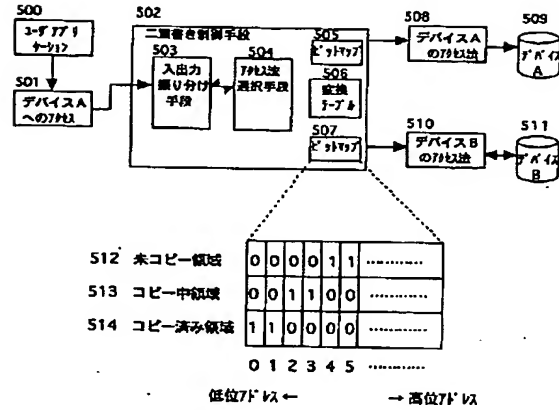 500
ユーザアプリ
ケーション
501
デバイスA
へのアクセス
502
二重書き制御手段
503
入出力
振り分け
手段
504
アクセス法
選択手段
505
ビットマップ
506
変換
テーブル
507
ビットマップ
508
デバイスA
のアクセス法
509
デバイス
A
510
デバイスB
のアクセス法
511
デバイス
B
512 未コピー領域 0 0 0 0 1 1 …………
513 コピー中領域 0 0 1 1 0 0 …………
514 コピー済み領域 1 1 0 0 0 0 …………
0 1 2 3 4 5 …………
低位アドレス ← → 高位アドレス